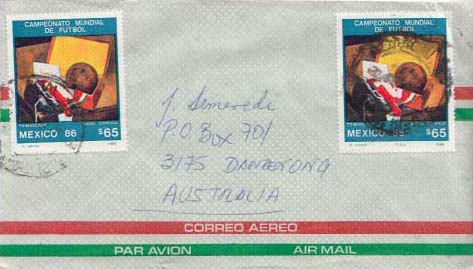 CAMPEONATO MUNDIAL
DE FUTBOL
MEXICO 86 $65
CAMPEONATO MUNDIAL
DE FUTBOL
MEXICO 86 $65
P.O. Box 701
3175 DANDENONG
AUSTRALIA
CORREO AEREO
PAR AVION AIR MAIL